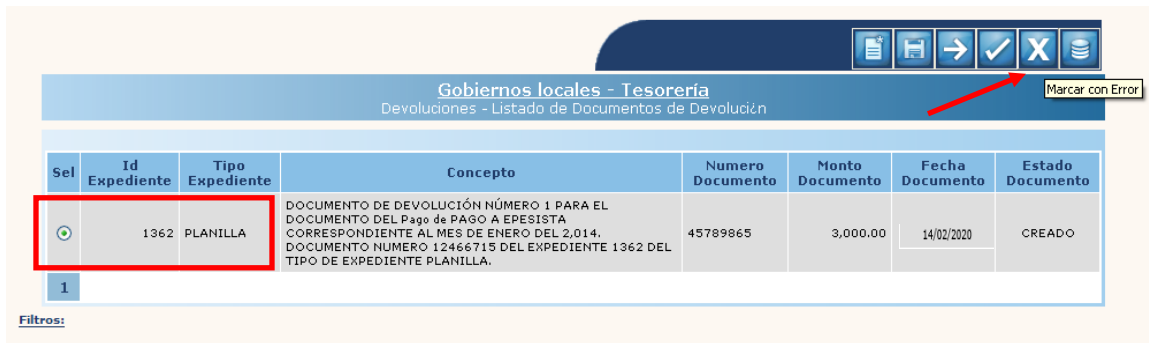 Marcar con Error
Gobiernos locales - Tesorería
Devoluciones - Listado de Documentos de Devoluci¿n
Sel
Id
Expediente
Tipo
Expediente
Concepto
Numero
Documento
Monto
Documento
Fecha
Documento
Estado
Documento
1362
PLANILLA
DOCUMENTO DE DEVOLUCIÓN NÚMERO 1 PARA EL
DOCUMENTO DEL Pago de PAGO A EPESISTA
CORRESPONDIENTE AL MES DE ENERO DEL 2,014.
DOCUMENTO NUMERO 12466715 DEL EXPEDIENTE 1362 DEL
TIPO DE EXPEDIENTE PLANILLA.
45789865
3,000.00
14/02/2020
CREADO
1
Filtros: